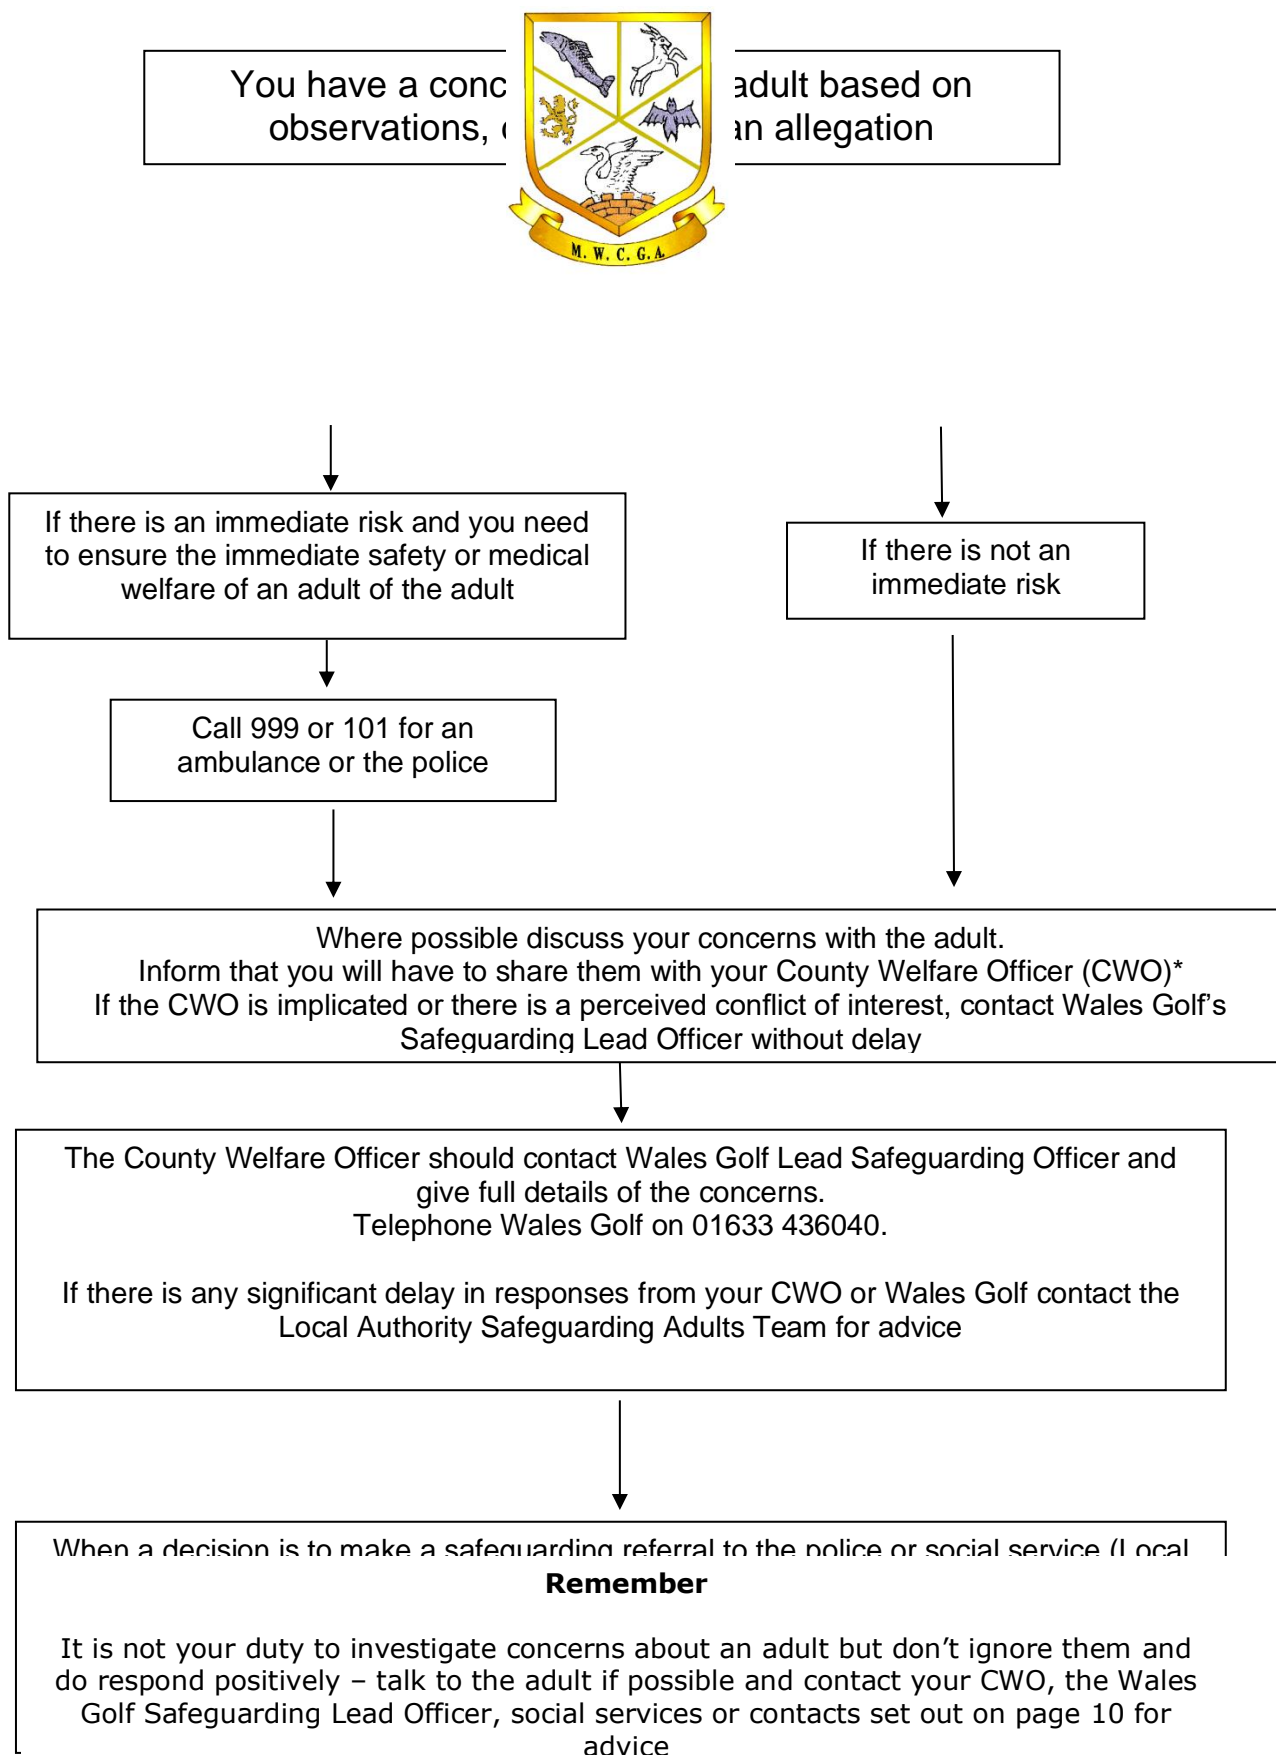 You have a conc adult based on
observations, an allegation
M. W. C. G. A.
If there is an immediate risk and you need
to ensure the immediate safety or medical
welfare of an adult of the adult
If there is not an
immediate risk
Call 999 or 101 for an
ambulance or the police
Where possible discuss your concerns with the adult.
Inform that you will have to share them with your County Welfare Officer (CWO)*
If the CWO is implicated or there is a perceived conflict of interest, contact Wales Golf’s
Safeguarding Lead Officer without delay
The County Welfare Officer should contact Wales Golf Lead Safeguarding Officer and
give full details of the concerns.
Telephone Wales Golf on 01633 436040.
If there is any significant delay in responses from your CWO or Wales Golf contact the
Local Authority Safeguarding Adults Team for advice
When a decision is to make a safeguarding referral to the police or social service (Local
Remember
It is not your duty to investigate concerns about an adult but don’t ignore them and
do respond positively – talk to the adult if possible and contact your CWO, the Wales
Golf Safeguarding Lead Officer, social services or contacts set out on page 10 for
advice